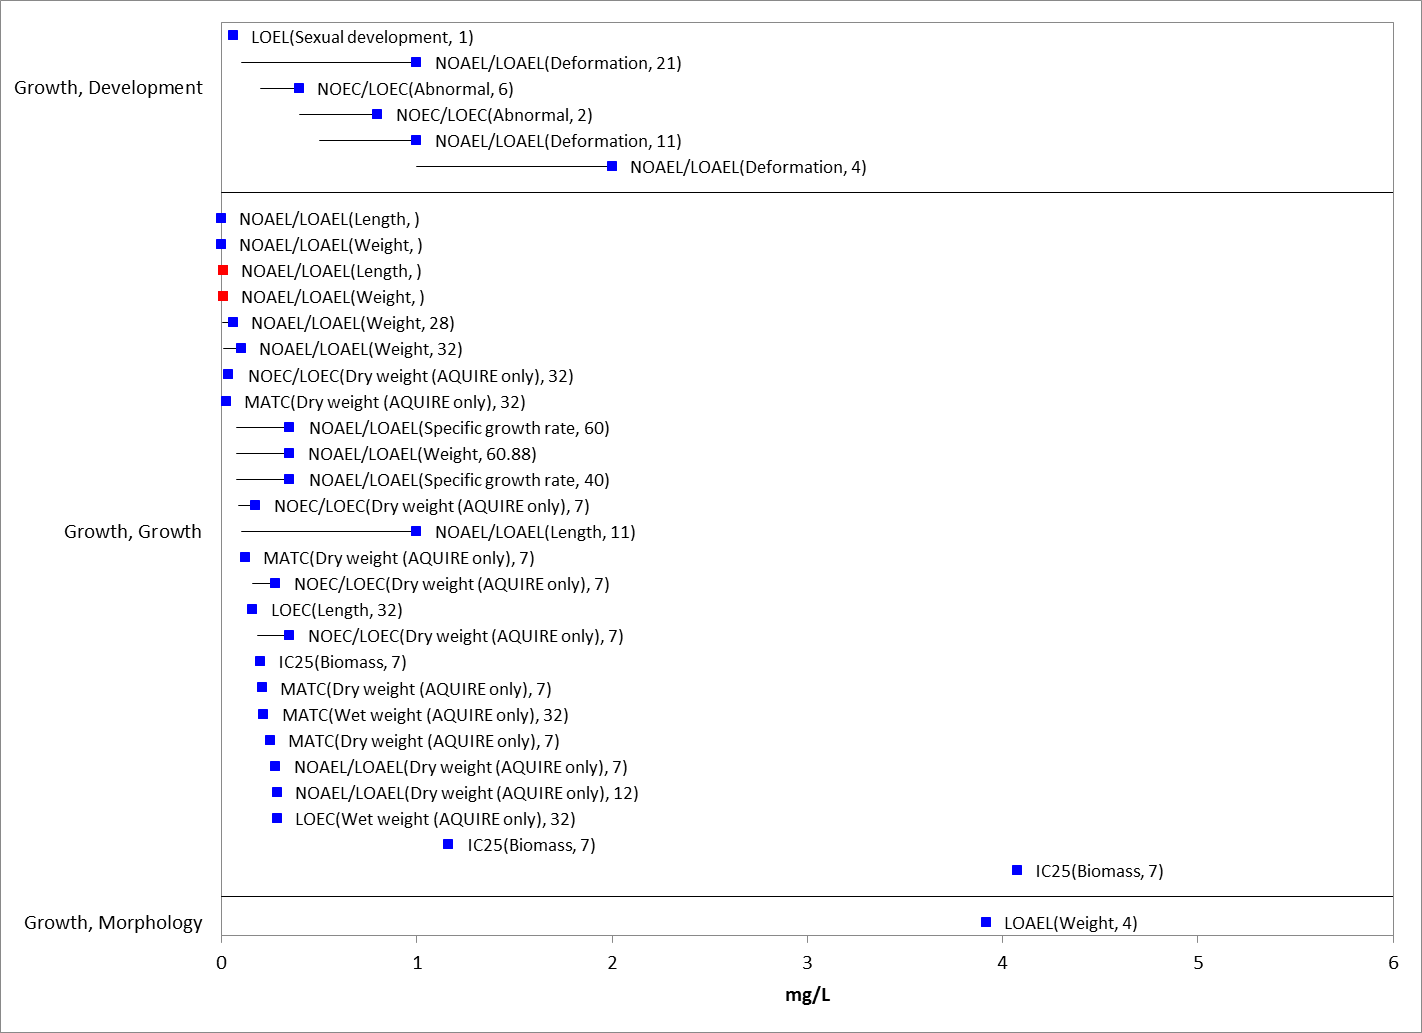 LOEL(Sexual development, 1)
NOAEL/LOAEL(Deformation, 21)
Growth, Development
NOEC/LOEC(Abnormal, 6)
NOEC/LOEC(Abnormal, 2)
NOAEL/LOAEL(Deformation, 11)
NOAEL/LOAEL(Deformation, 4)
NOAEL/LOAEL(Length, )
NOAEL/LOAEL(Weight, )
NOAEL/LOAEL(Length, )
NOAEL/LOAEL(Weight, )
NOAEL/LOAEL(Weight, 28)
NOAEL/LOAEL(Weight, 32)
NOEC/LOEC(Dry weight (AQUIRE only), 32)
MATC(Dry weight (AQUIRE only), 32)
NOAEL/LOAEL(Specific growth rate, 60)
NOAEL/LOAEL(Weight, 60.88)
NOAEL/LOAEL(Specific growth rate, 40)
NOEC/LOEC(Dry weight (AQUIRE only), 7)
Growth, Growth
NOAEL/LOAEL(Length, 11)
MATC(Dry weight (AQUIRE only), 7)
NOEC/LOEC(Dry weight (AQUIRE only), 7)
LOEC(Length, 32)
NOEC/LOEC(Dry weight (AQUIRE only), 7)
IC25(Biomass, 7)
MATC(Dry weight (AQUIRE only), 7)
MATC(Wet weight (AQUIRE only), 32)
MATC(Dry weight (AQUIRE only), 7)
NOAEL/LOAEL(Dry weight (AQUIRE only), 7)
NOAEL/LOAEL(Dry weight (AQUIRE only), 12)
LOEC(Wet weight (AQUIRE only), 32)
IC25(Biomass, 7)
IC25(Biomass, 7)
Growth, Morphology
LOAEL(Weight, 4)
0 1 2 3 4 5 6
mg/L